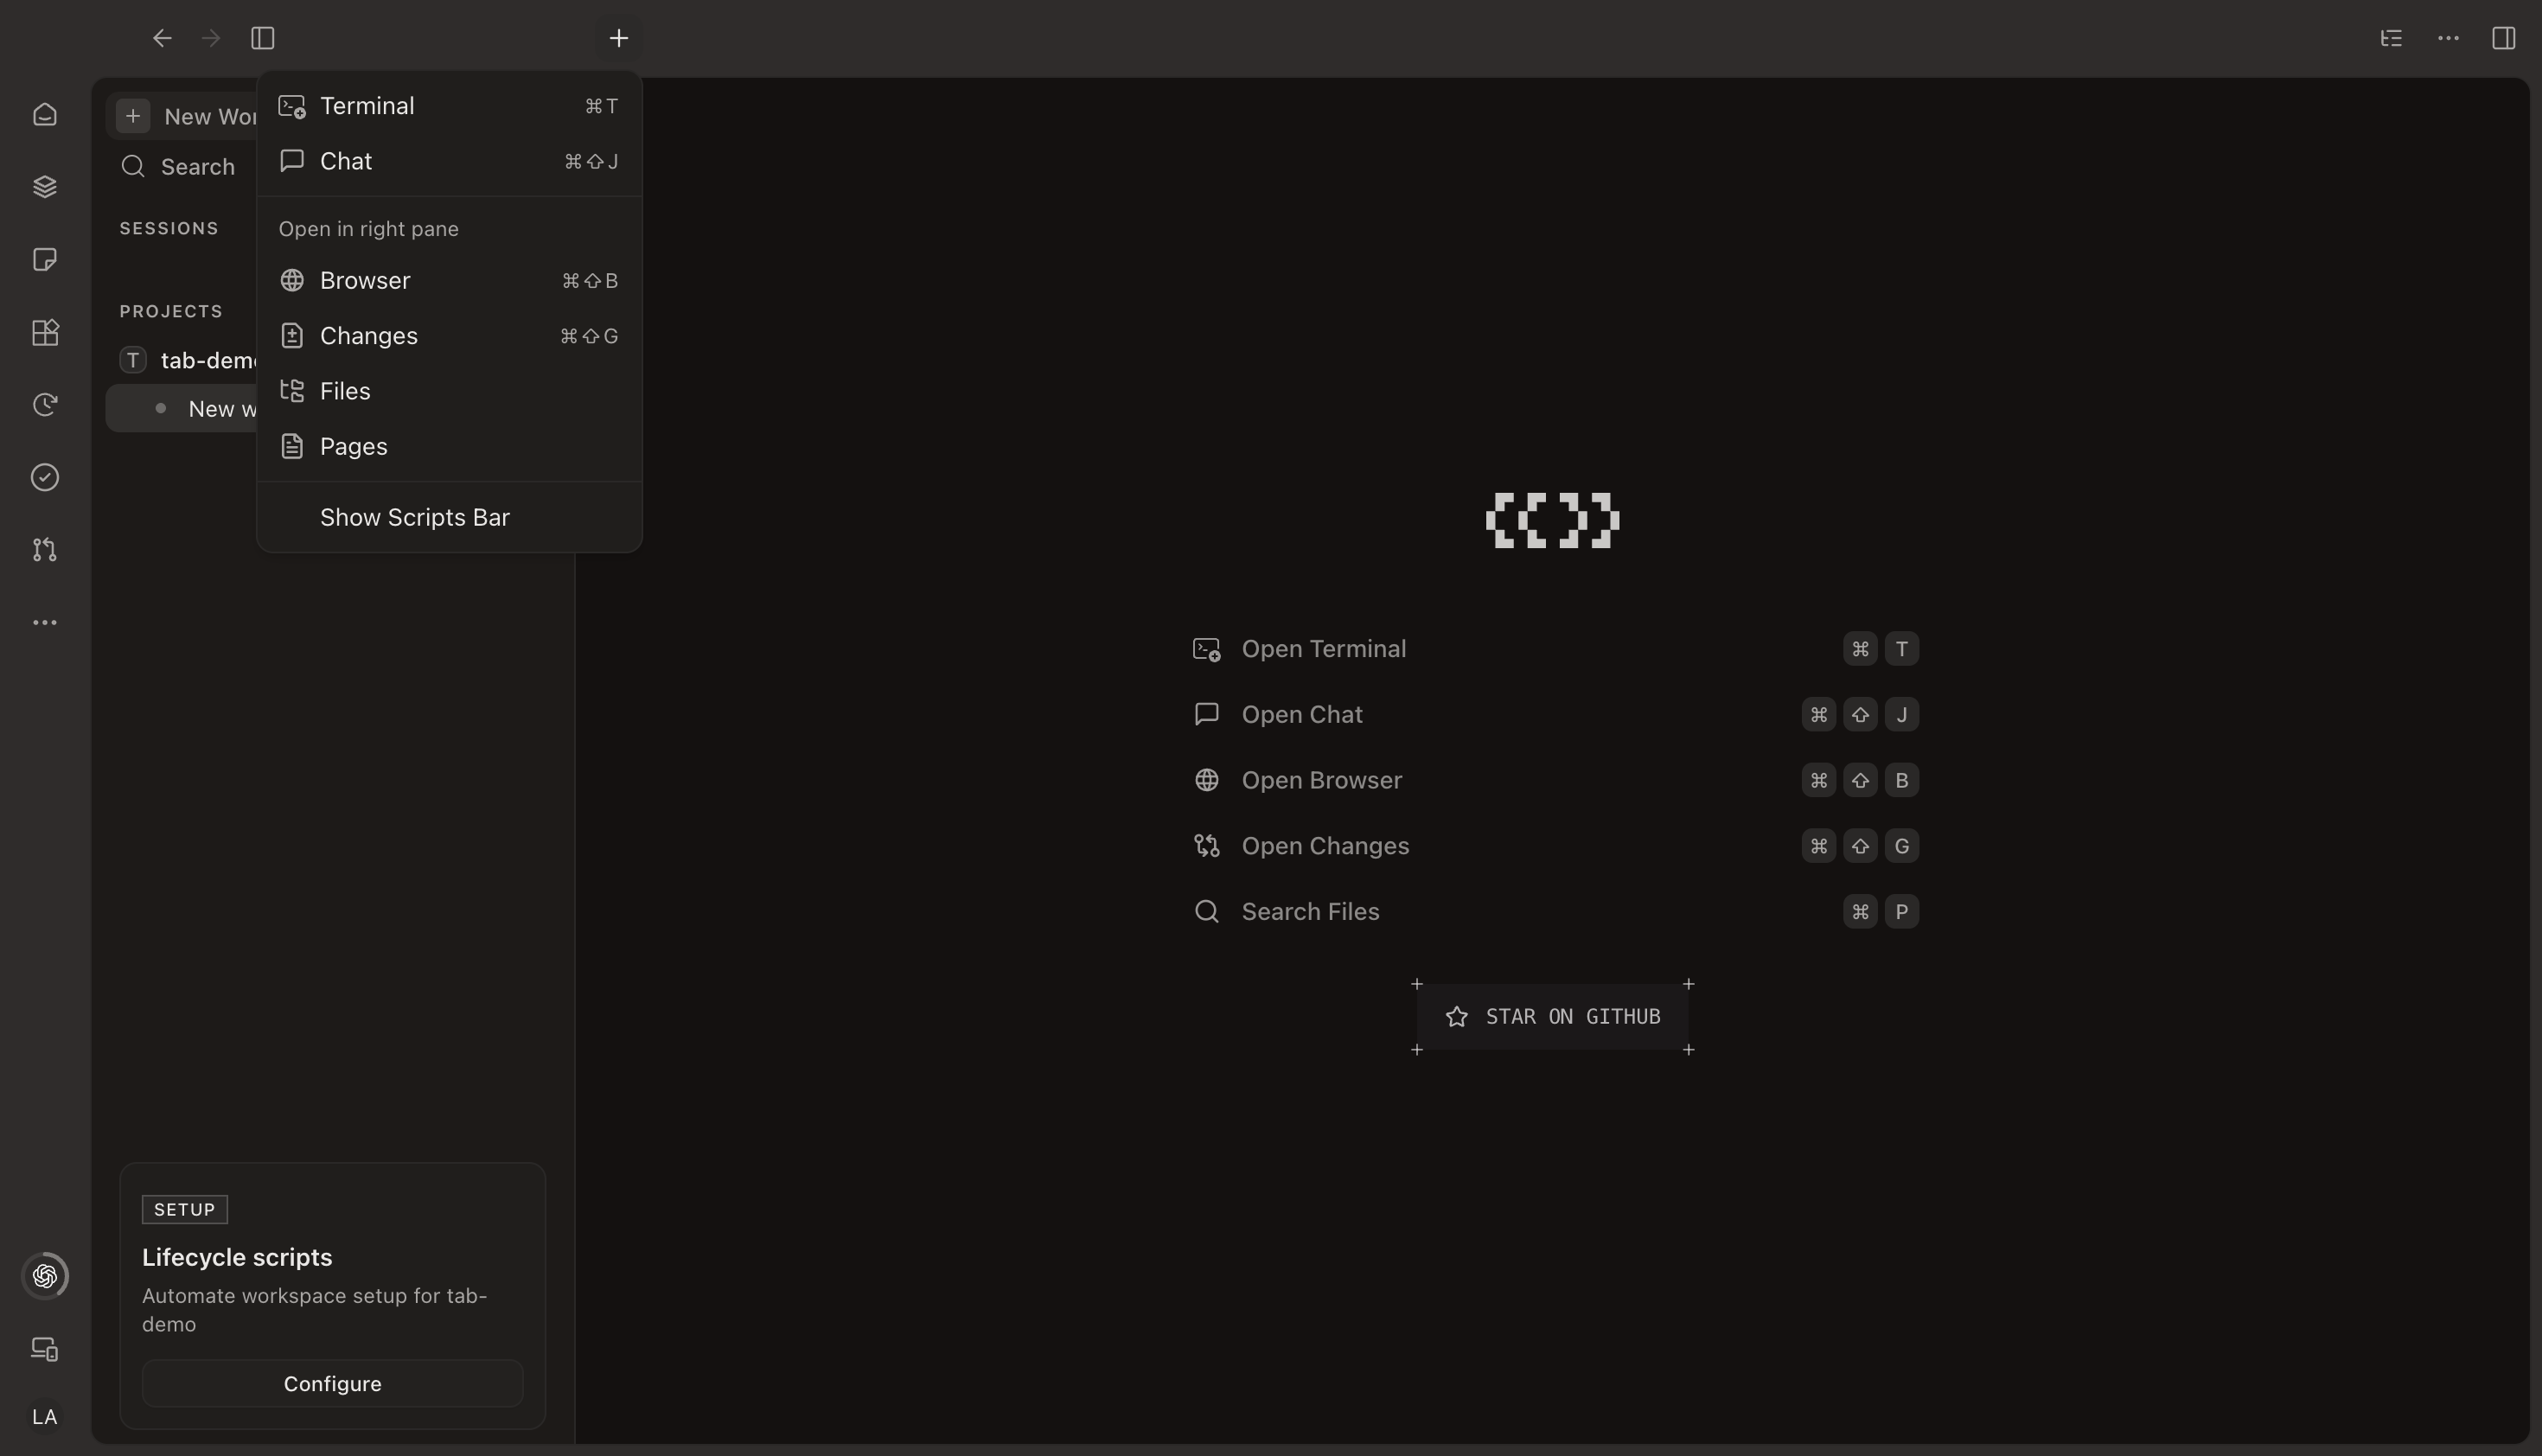 Terminal ⌘⇧T
Chat ⌘⇧J
Open in right pane
Browser ⌘⇧B
Changes ⌘⇧G
Files
Pages
Show Scripts Bar
New Wor
Search
SESSIONS
PROJECTS
T tab-dem
New w
SETUP
Lifecycle scripts
Automate workspace setup for tab-
demo
Configure
LA
Open Terminal ⌘ T
Open Chat ⌘ ⇧ J
Open Browser ⌘ ⇧ B
Open Changes ⌘ ⇧ G
Search Files ⌘ P
STAR ON GITHUB